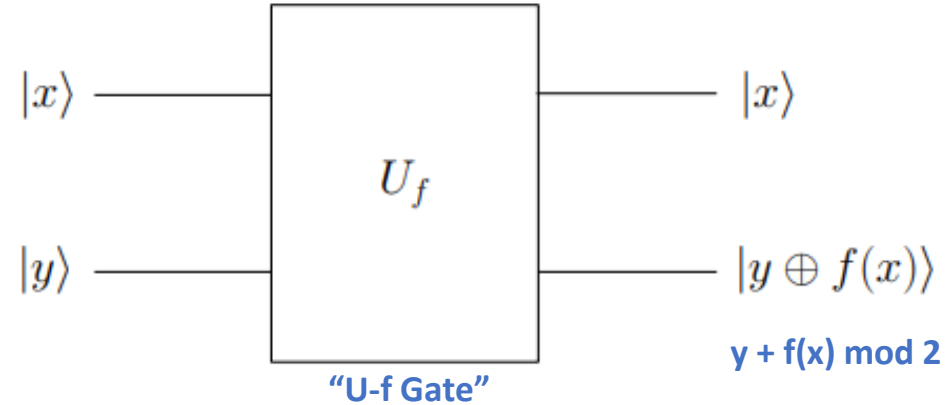 |x⟩
|x⟩
U_f
|y⟩
|y ⊕ f(x)⟩
y + f(x) mod 2
“U-f Gate”